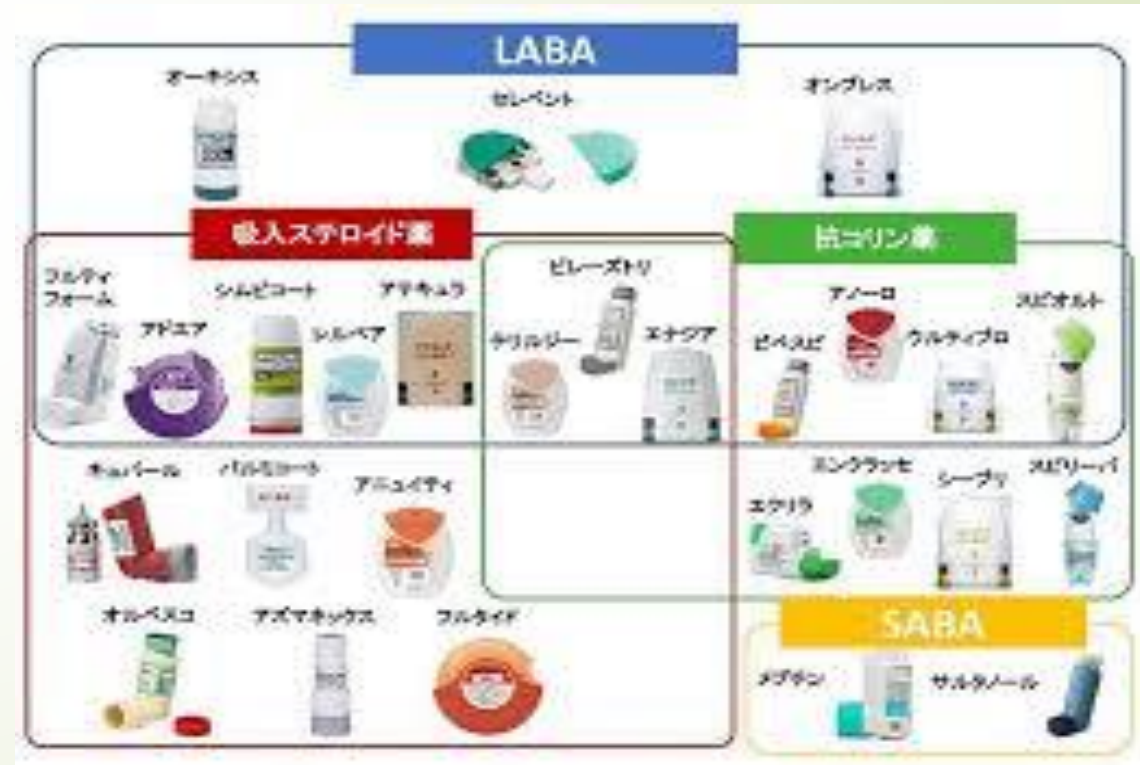 LABA
オーキシス
セレベント
オンブレス
吸入ステロイド薬
抗コリン薬
フルティ
フォーム
アドエア
シムビコート
シルベア
アテキュラ
テリルジー
ビレーズトリ
エナジア
ビベスピ
アノーロ
ウルティブロ
スピオルト
キュバール
パルミコート
アニュイティ
エクリラ
エンクラッセ
シーブリ
スピリーバ
オルベスコ
アズマネックス
フルタイド
SABA
メプチン
サルタノール